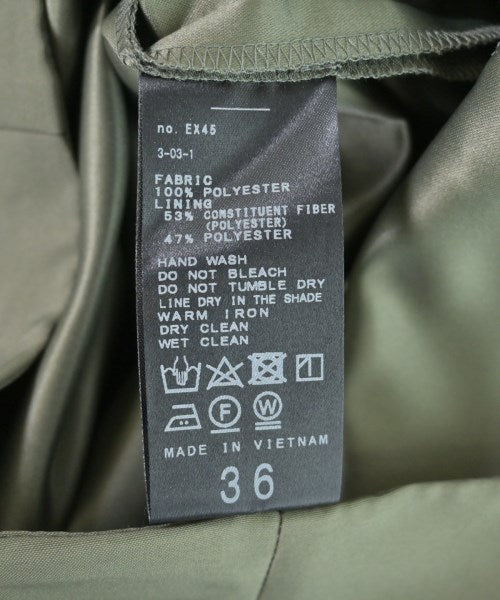 no. EX45
3-03-1
FABRIC
100% POLYESTER
LINING
53% CONSTITUENT FIBER
(POLYESTER)
47% POLYESTER
HAND WASH
DO NOT BLEACH
DO NOT TUMBLE DRY
LINE DRY IN THE SHADE
WARM IRON
DRY CLEAN
WET CLEAN
F W
MADE IN VIETNAM
36